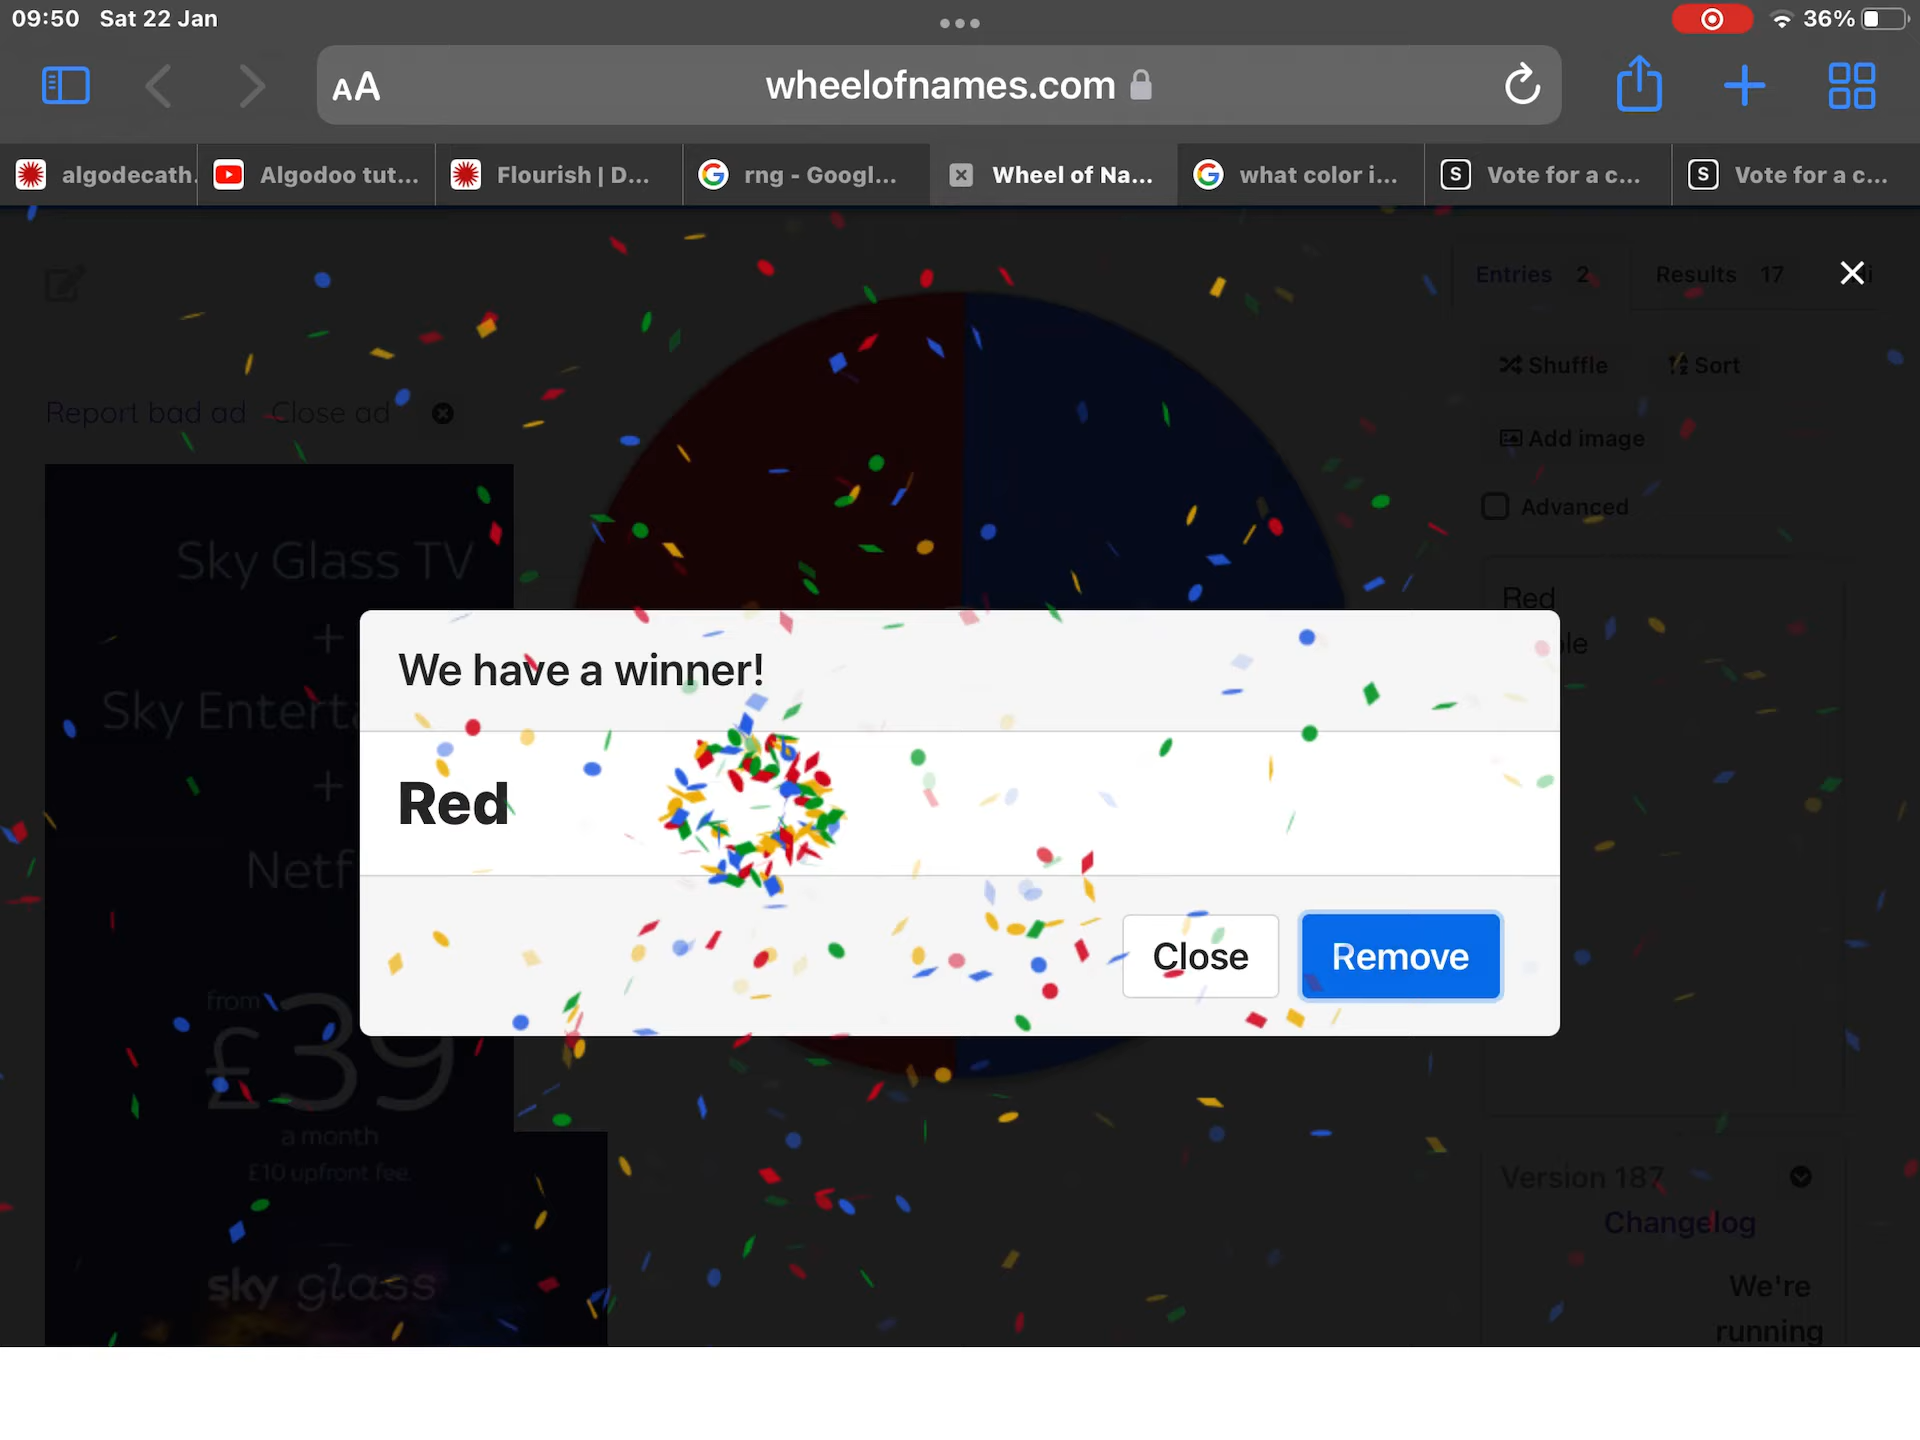 09:50 Sat 22 Jan
36%
AA wheelofnames.com
algodecath. Algodoo tut... Flourish | D... rng - Googl... Wheel of Na... what color i... Vote for a c... Vote for a c...
Entries 2 Results 17
Shuffle Sort
Report bad ad Close ad
Add image
Advanced
Sky Glass TV
+
Sky Enterta
+
Netf
from
£39
a month
£10 upfront fee.
sky glass
Red
We have a winner!
Red
Close Remove
Version 187
Changelog
We're
running